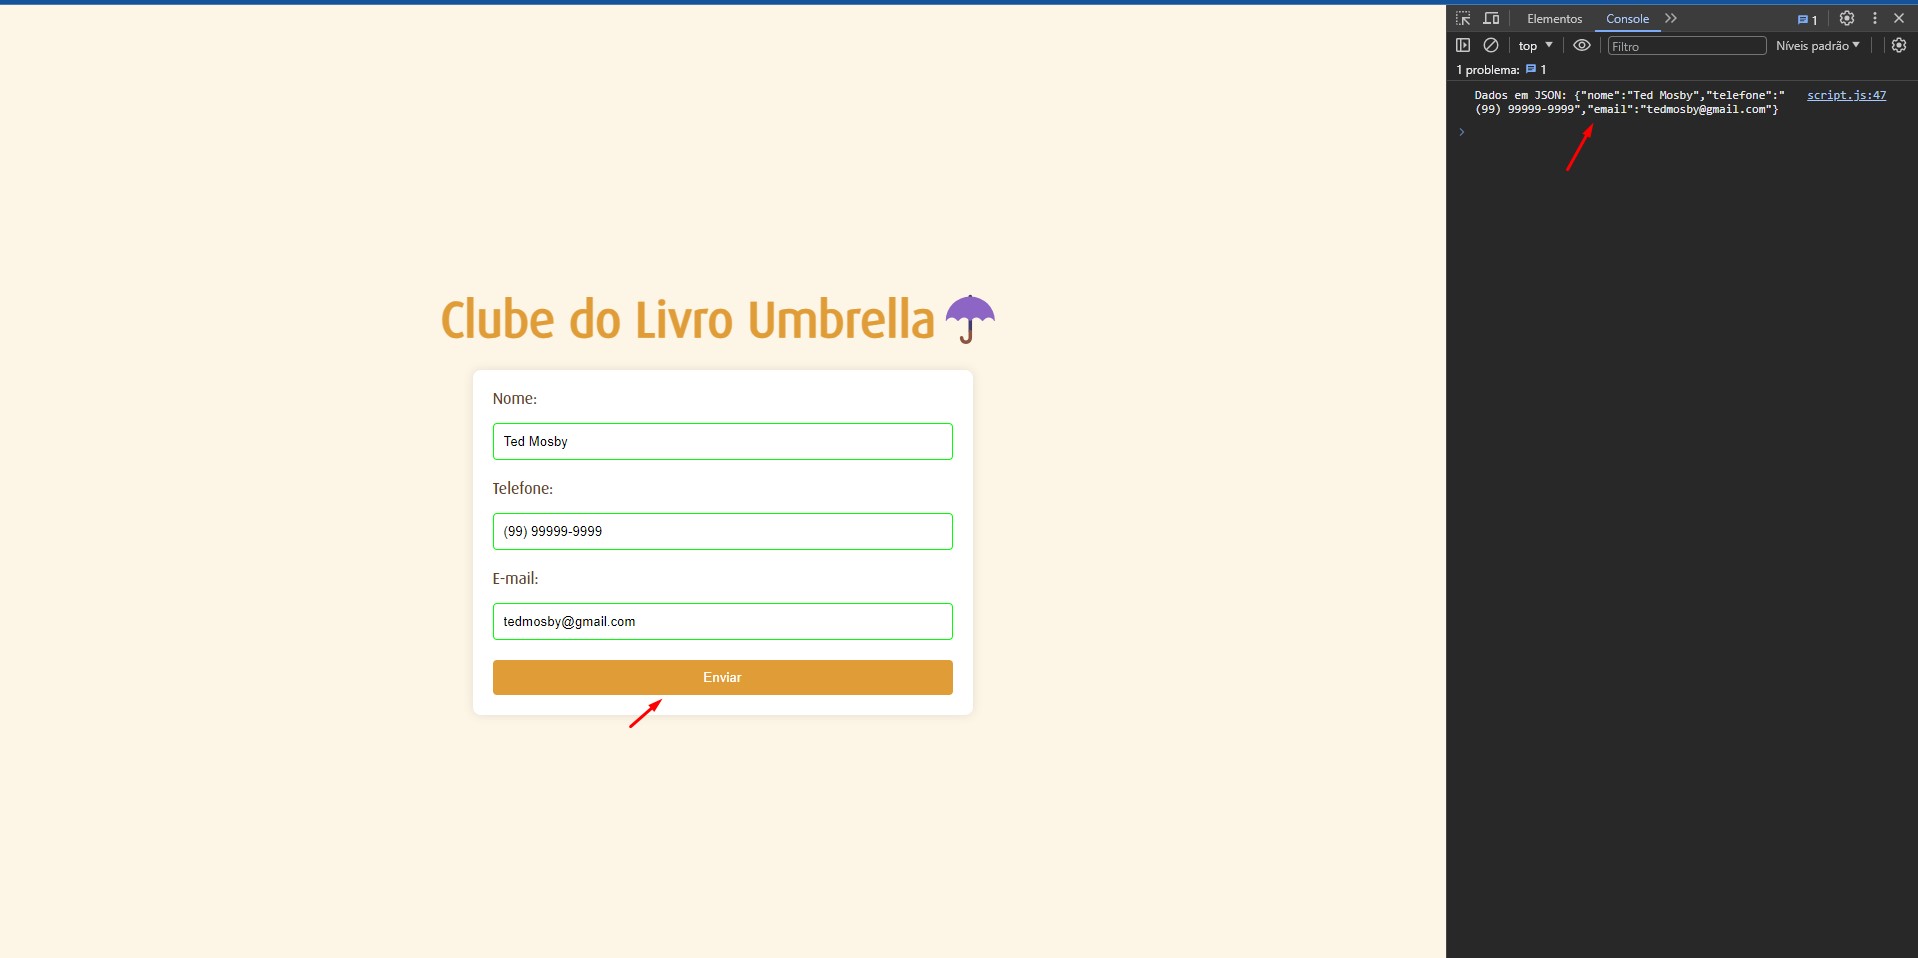 Elementos
Console
1
top
Filtro
Níveis padrão
1 problema:
1
Dados em JSON: {"nome":"Ted Mosby","telefone":"
(99) 99999-9999","email":"tedmosby@gmail.com"}
script.js:47
Clube do Livro Umbrella
Nome:
Ted Mosby
Telefone:
(99) 99999-9999
E-mail:
tedmosby@gmail.com
Enviar